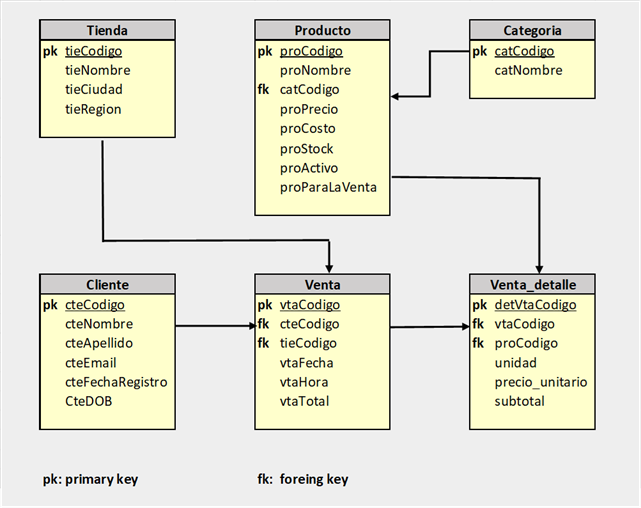 Tienda
pk tieCodigo
tieNombre
tieCiudad
tieRegion
Producto
pk proCodigo
proNombre
fk catCodigo
proPrecio
proCosto
proStock
proActivo
proParaLaVenta
Categoria
pk catCodigo
catNombre
Cliente
pk cteCodigo
cteNombre
cteApellido
cteEmail
cteFechaRegistro
CteDOB
Venta
pk vtaCodigo
fk cteCodigo
fk tieCodigo
vtaFecha
vtaHora
vtaTotal
Venta_detalle
pk detVtaCodigo
fk vtaCodigo
fk proCodigo
unidad
precio_unitario
subtotal
pk: primary key
fk: foreing key